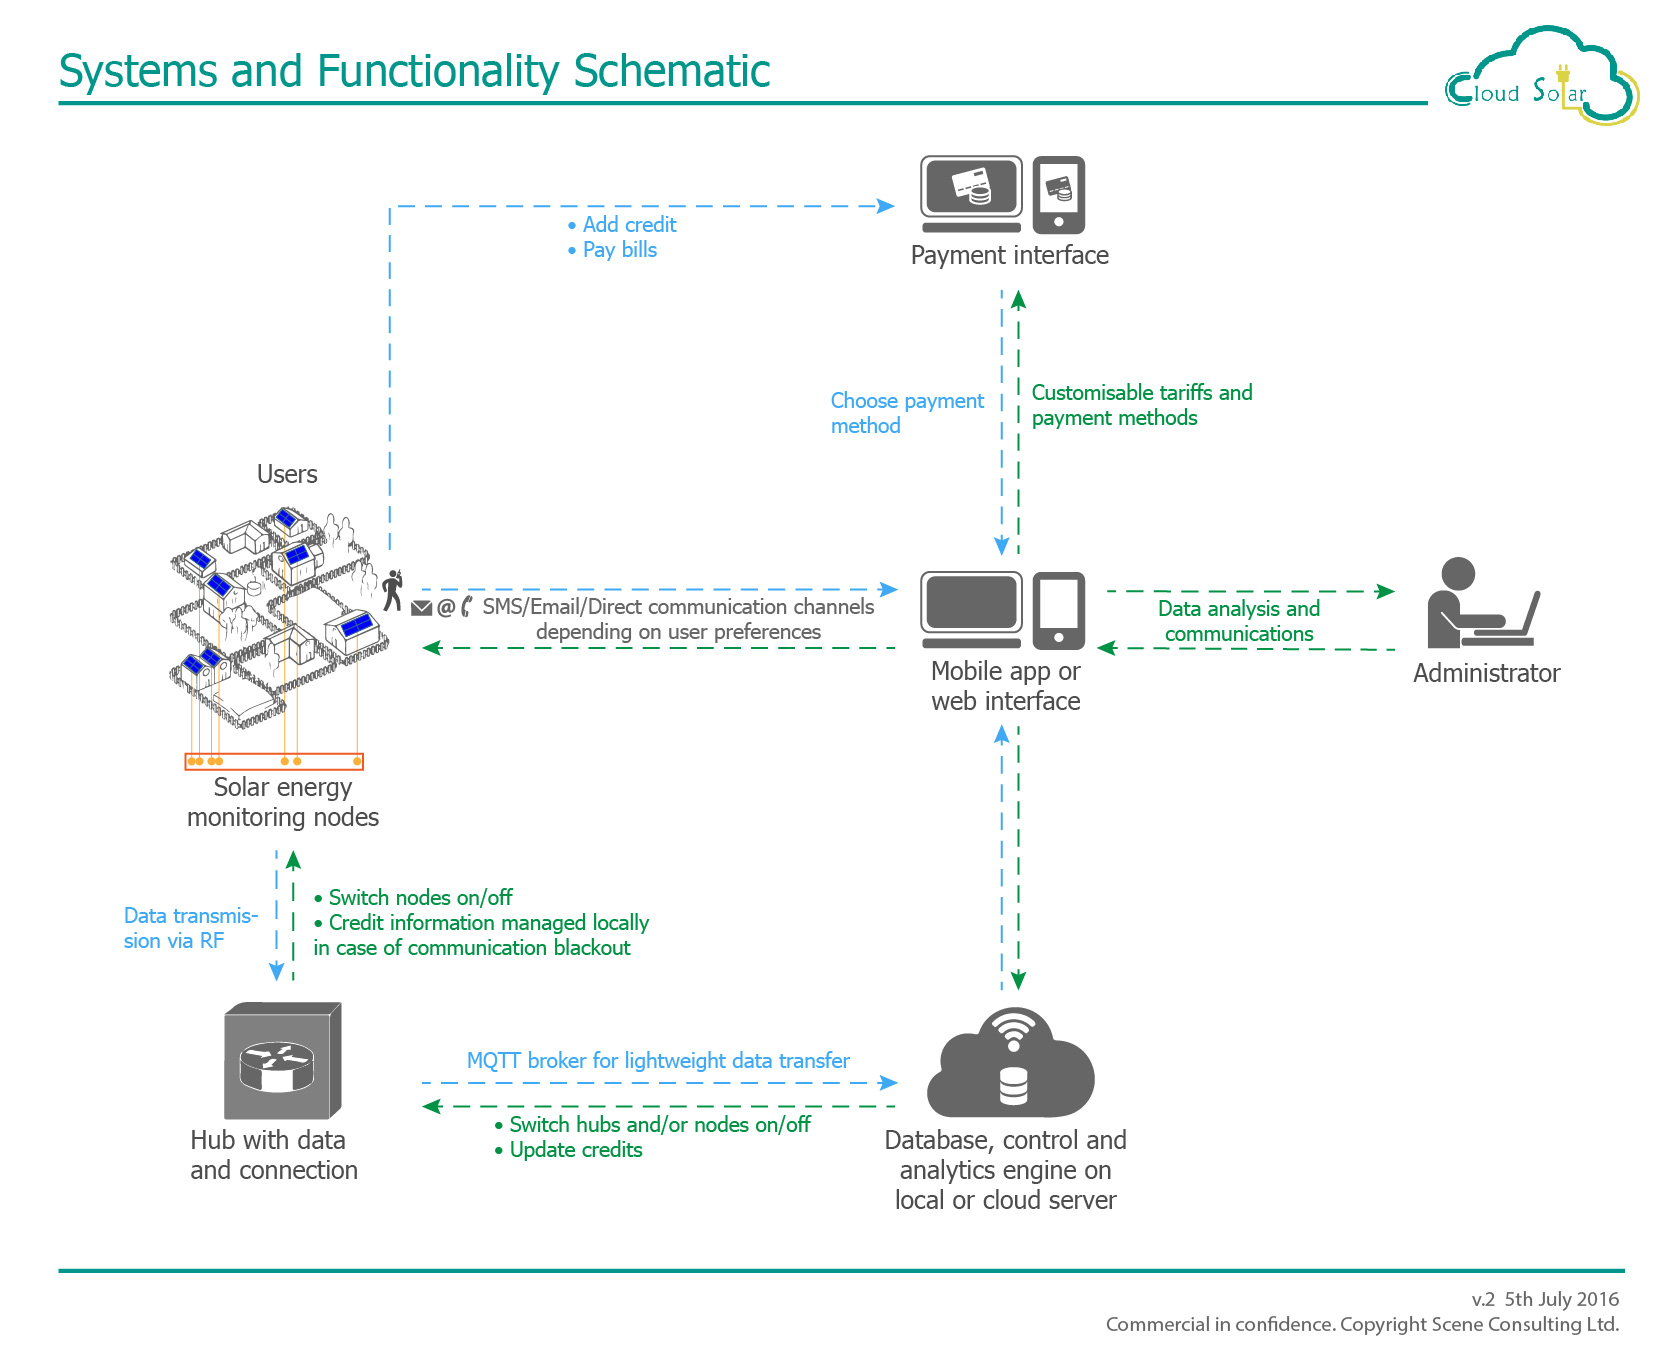 Systems and Functionality Schematic
Cloud Solar
• Add credit
• Pay bills
Payment interface
Choose payment
method
Customisable tariffs and
payment methods
Users
@ SMS/Email/Direct communication channels
depending on user preferences
Mobile app or
web interface
Data analysis and
communications
Administrator
Solar energy
monitoring nodes
Data transmis-
sion via RF
• Switch nodes on/off
• Credit information managed locally
in case of communication blackout
Hub with data
and connection
MQTT broker for lightweight data transfer
• Switch hubs and/or nodes on/off
• Update credits
Database, control and
analytics engine on
local or cloud server
v.2 5th July 2016
Commercial in confidence. Copyright Scene Consulting Ltd.